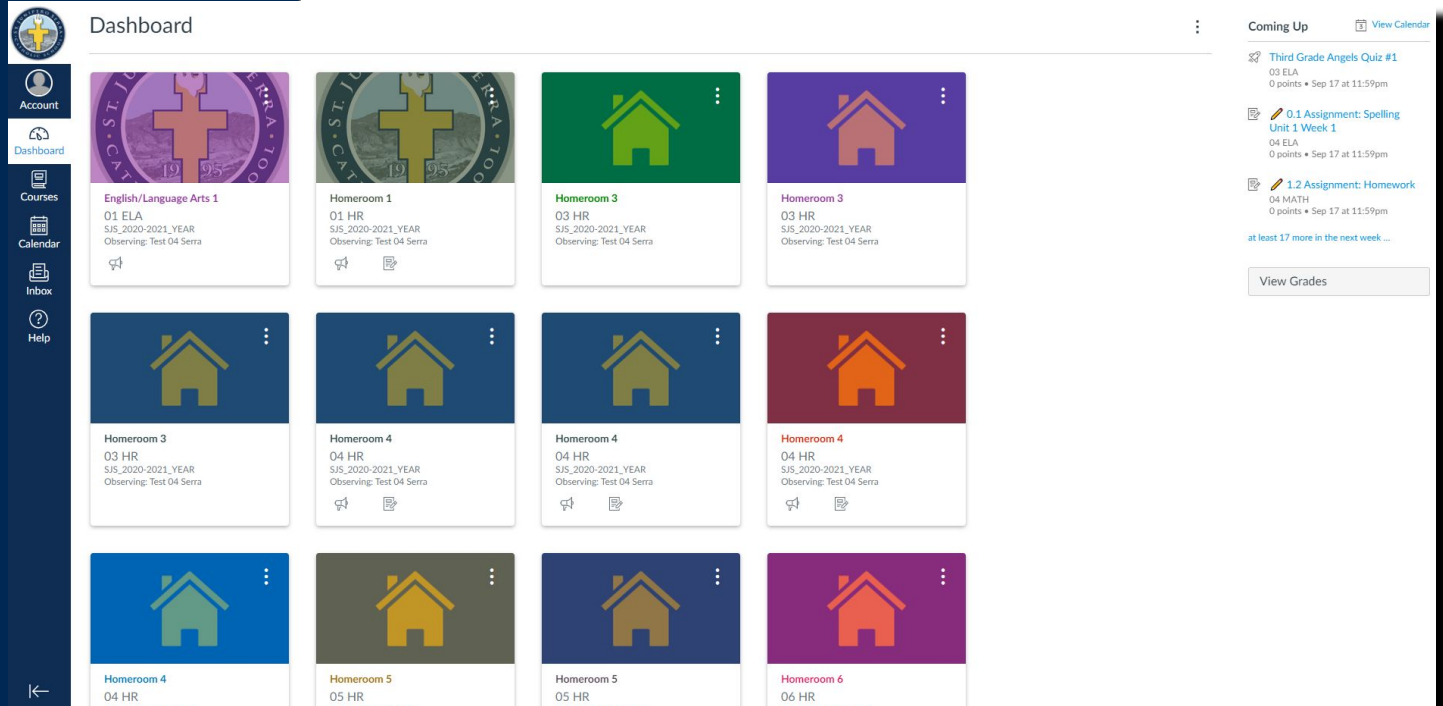 Dashboard
Account
Dashboard
Courses
Calendar
Inbox
Help
English/Language Arts 1
01 ELA
SJS_2020-2021_YEAR
Observing: Test 04 Serra
Homeroom 1
01 HR
SJS_2020-2021_YEAR
Observing: Test 04 Serra
Homeroom 3
03 HR
SJS_2020-2021_YEAR
Observing: Test 04 Serra
Homeroom 3
03 HR
SJS_2020-2021_YEAR
Observing: Test 04 Serra
Homeroom 3
03 HR
SJS_2020-2021_YEAR
Observing: Test 04 Serra
Homeroom 4
04 HR
SJS_2020-2021_YEAR
Observing: Test 04 Serra
Homeroom 4
04 HR
SJS_2020-2021_YEAR
Observing: Test 04 Serra
Homeroom 4
04 HR
SJS_2020-2021_YEAR
Observing: Test 04 Serra
Homeroom 4
04 HR
Homeroom 5
05 HR
Homeroom 5
05 HR
Homeroom 6
06 HR
Coming Up
View Calendar
Third Grade Angels Quiz #1
03 ELA
0 points • Sep 17 at 11:59pm
0.1 Assignment: Spelling
Unit 1 Week 1
04 ELA
0 points • Sep 17 at 11:59pm
1.2 Assignment: Homework
04 MATH
0 points • Sep 17 at 11:59pm
at least 17 more in the next week ...
View Grades